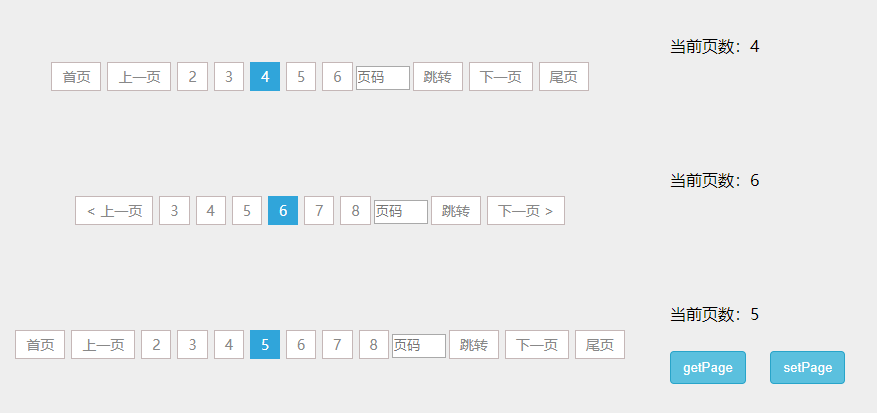 当前页数：4
首页 上一页 2 3 4 5 6 页码 跳转 下一页 尾页
当前页数：6
< 上一页 3 4 5 6 7 8 页码 跳转 下一页 >
当前页数：5
首页 上一页 2 3 4 5 6 7 8 页码 跳转 下一页 尾页
getPage setPage